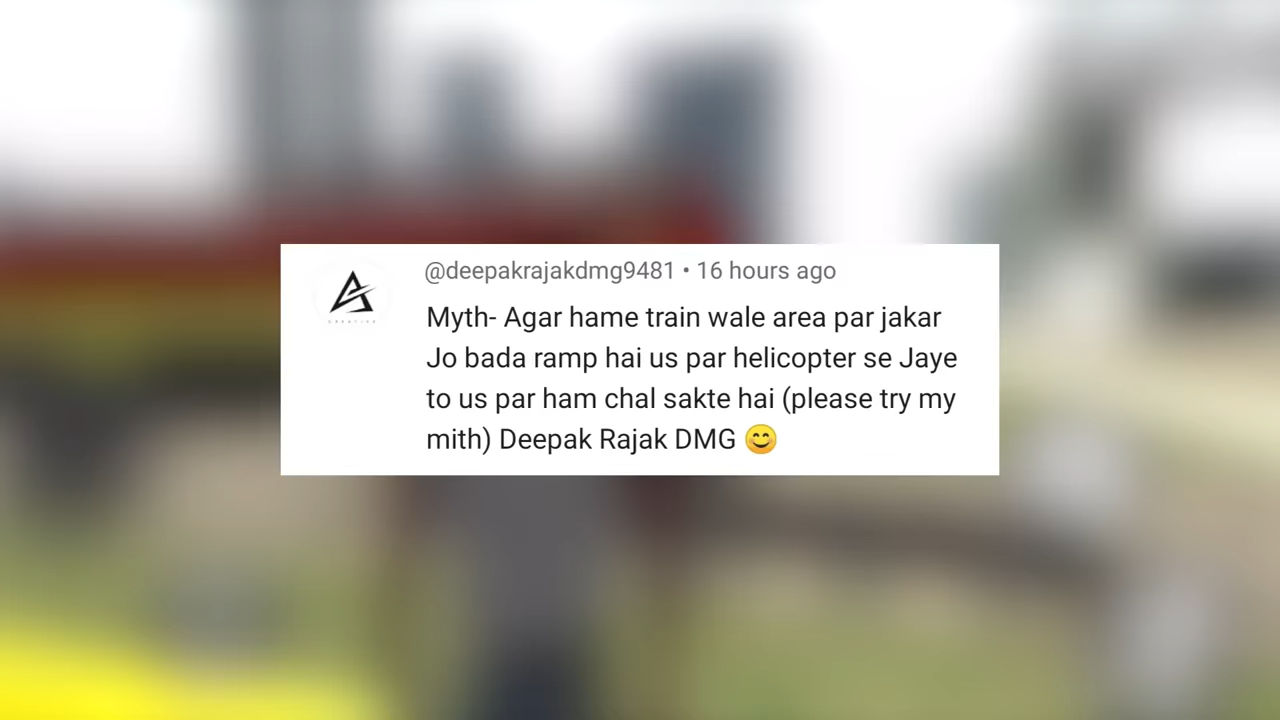 @deepakrajakdmg9481 • 16 hours ago
Myth- Agar hame train wale area par jakar
Jo bada ramp hai us par helicopter se Jaye
to us par ham chal sakte hai (please try my
mith) Deepak Rajak DMG 😊